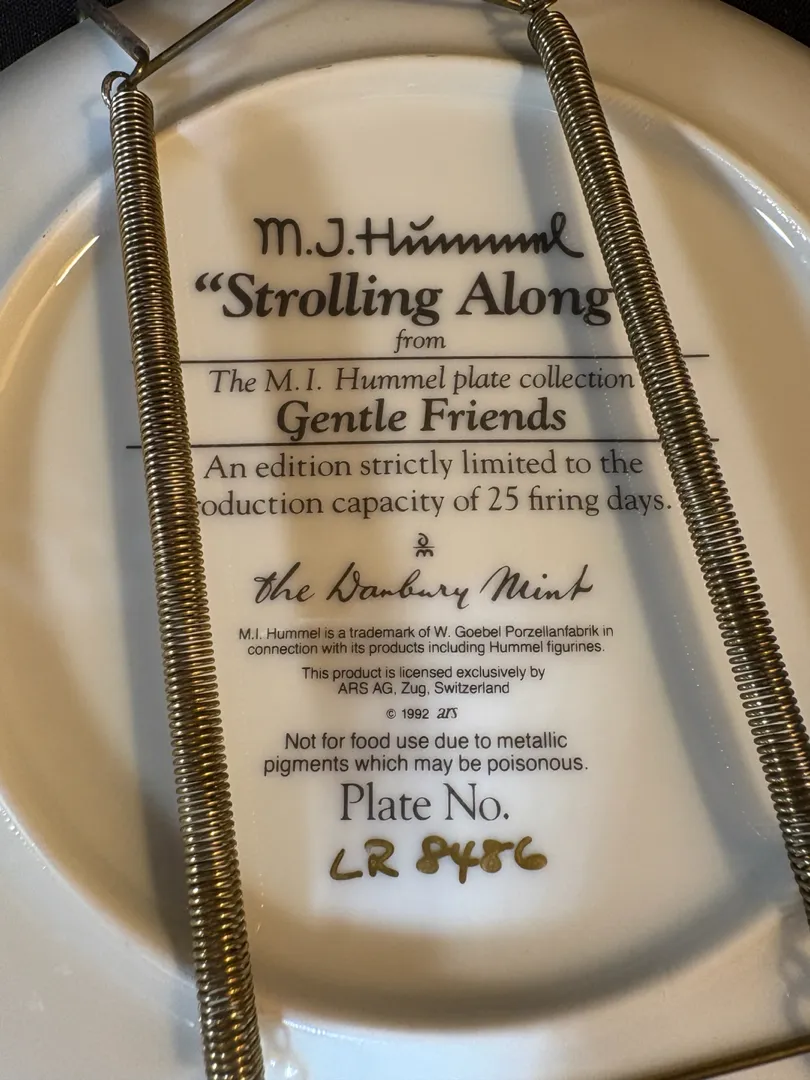 M.J.Hummel
"Strolling Along
from
The M.I. Hummel plate collection
Gentle Friends
An edition strictly limited to the
roduction capacity of 25 firing days.
the Danbury Mint
M.I. Hummel is a trademark of W. Goebel Porzellanfabrik in
connection with its products including Hummel figurines.
This product is licensed exclusively by
ARS AG, Zug, Switzerland
© 1992 ars
Not for food use due to metallic
pigments which may be poisonous.
Plate No.
LR 8486